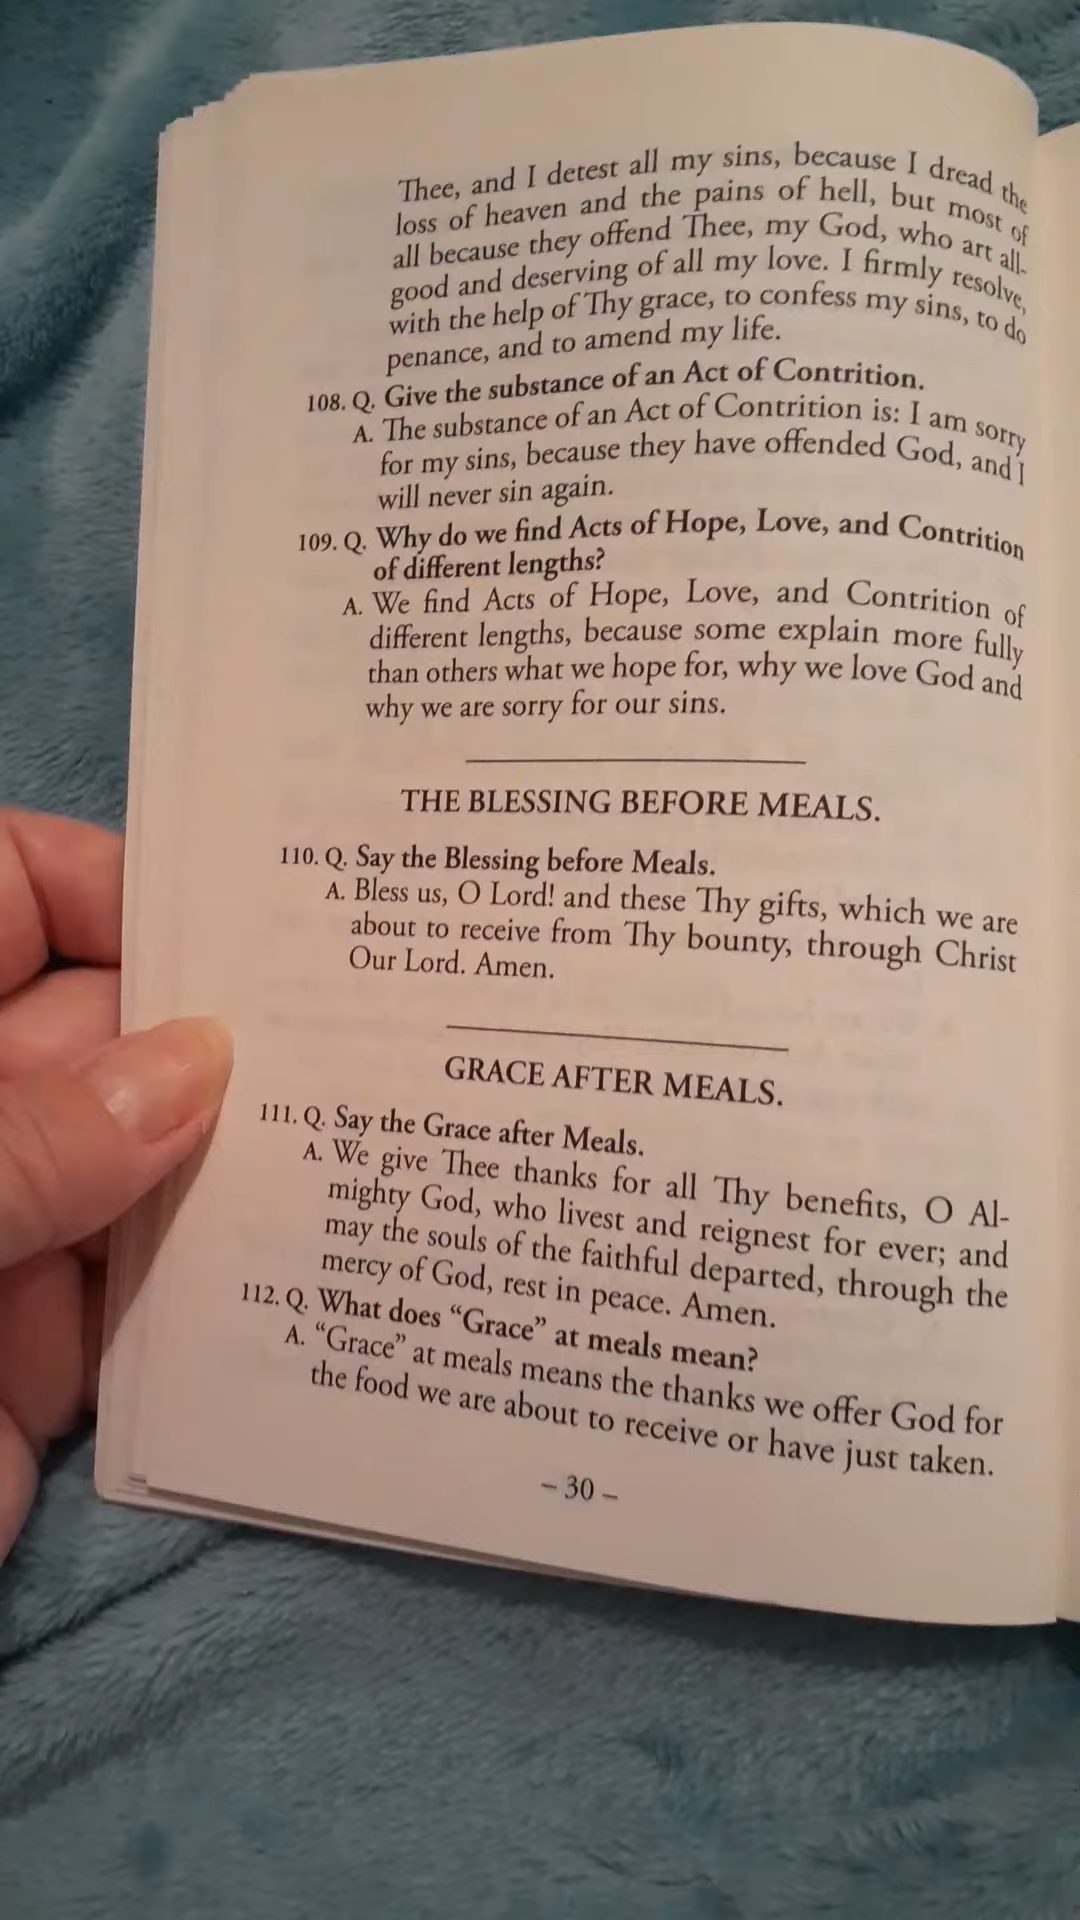 Thee, and I detest all my sins, because I dread the
loss of heaven and the pains of hell, but most of
all because they offend Thee, my God, who art all-
good and deserving of all my love. I firmly resolve,
with the help of Thy grace, to confess my sins, to do
penance, and to amend my life.
108. Q. Give the substance of an Act of Contrition.
A. The substance of an Act of Contrition is: I am sorry
for my sins, because they have offended God, and I
will never sin again.
109. Q. Why do we find Acts of Hope, Love, and Contrition
of different lengths?
A. We find Acts of Hope, Love, and Contrition of
different lengths, because some explain more fully
than others what we hope for, why we love God and
why we are sorry for our sins.
THE BLESSING BEFORE MEALS.
110. Q. Say the Blessing before Meals.
A. Bless us, O Lord! and these Thy gifts, which we are
about to receive from Thy bounty, through Christ
Our Lord. Amen.
GRACE AFTER MEALS.
111. Q. Say the Grace after Meals.
A. We give Thee thanks for all Thy benefits, O Al-
mighty God, who livest and reignest for ever; and
may the souls of the faithful departed, through the
mercy of God, rest in peace. Amen.
112. Q. What does “Grace” at meals mean?
A. “Grace” at meals means the thanks we offer God for
the food we are about to receive or have just taken.
– 30 –